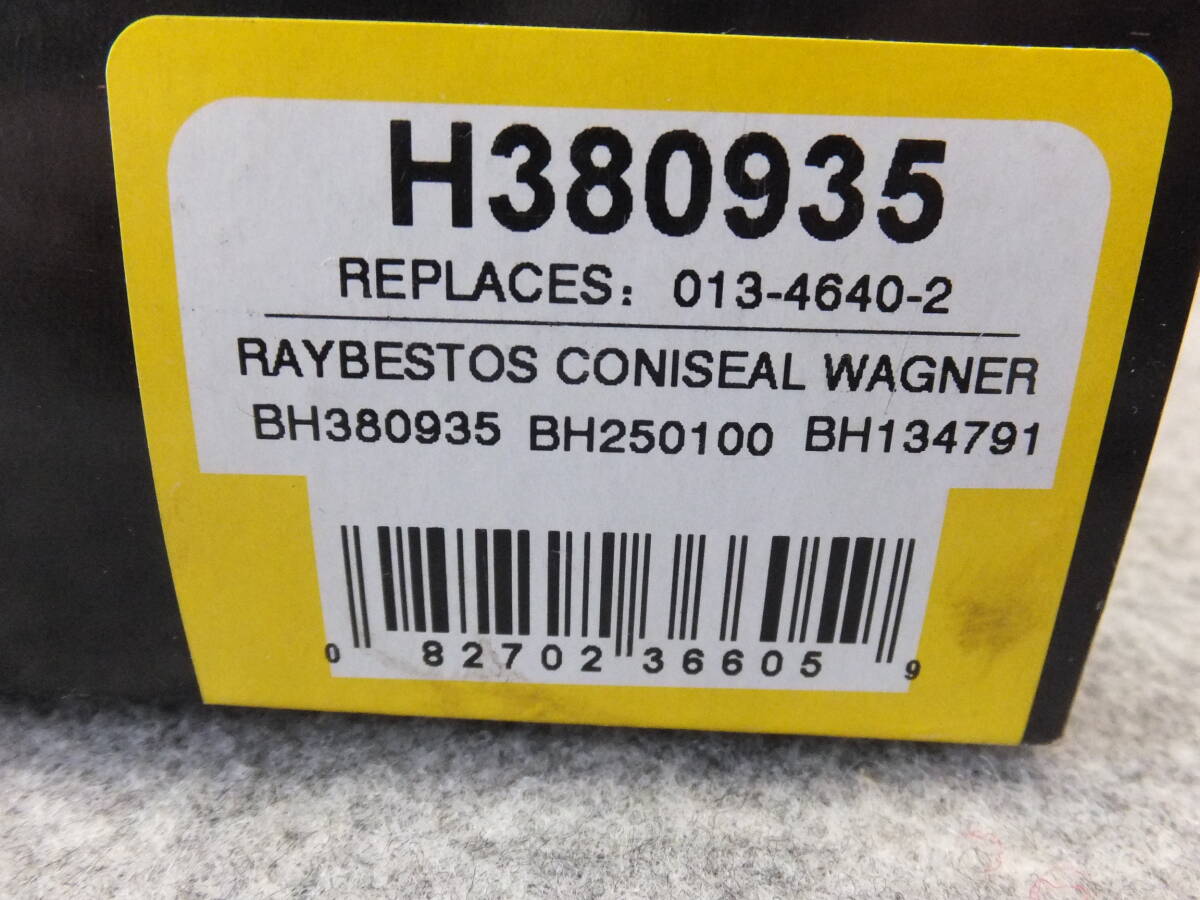 H380935
REPLACES: 013-4640-2
RAYBESTOS CONISEAL WAGNER
BH380935 BH250100 BH134791
0 82702 36605 9